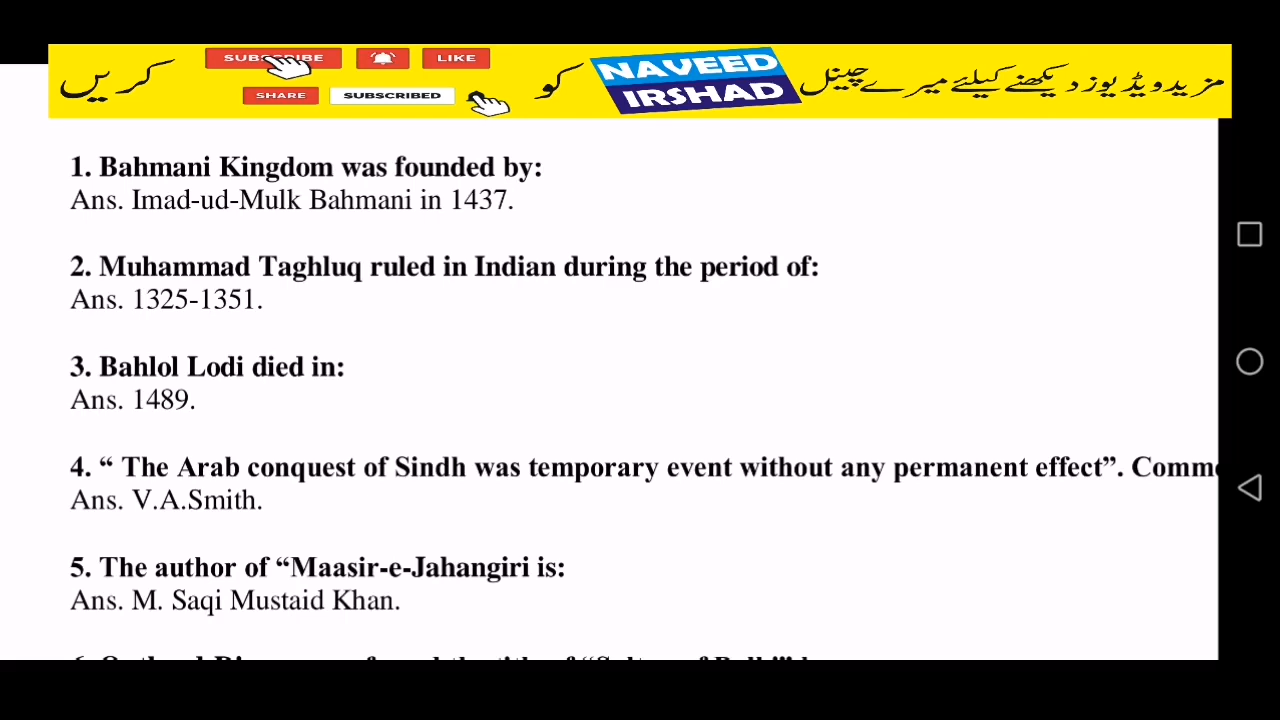 مزید ویڈیوز دیکھنے کیلئے میرے چینل NAVEED IRSHAD کو SUBSCRIBE LIKE SHARE SUBSCRIBED کریں
1. Bahmani Kingdom was founded by:
Ans. Imad-ud-Mulk Bahmani in 1437.
2. Muhammad Taghluq ruled in Indian during the period of:
Ans. 1325-1351.
3. Bahlol Lodi died in:
Ans. 1489.
4. “ The Arab conquest of Sindh was temporary event without any permanent effect”.
Ans. V.A.Smith.
5. The author of “Maasir-e-Jahangiri is:
Ans. M. Saqi Mustaid Khan.